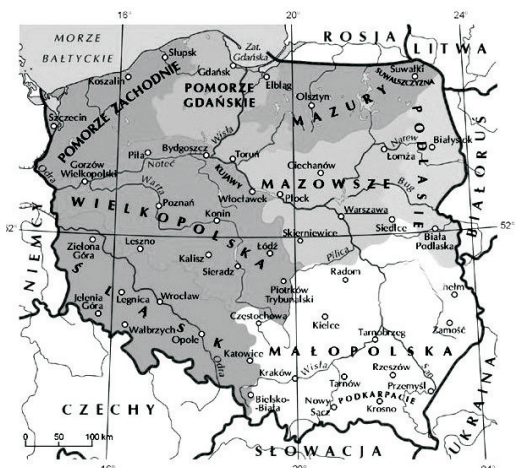 16°
20°
24°
MORZE
BAŁTYCKIE
Zat.
Gdańska
ROSJA
LITWA
Słupsk
Koszalin
Gdańsk
Elbląg
Suwałki
SUWALSZCZYZNA
POMORZE ZACHODNIE
POMORZE
GDAŃSKIE
Olsztyn
MAZURY
Szczecin
PODLASIE
BIAŁORUŚ
Piła
Bydgoszcz
Wisła
Toruń
Noteć
KUJAWY
Narew
Białystok
Łomża
Ciechanów
Odra
Gorzów
Wielkopolski
Warta
MAZOWSZE
Bug
Włocławek
Płock
WIELKOPOLSKA
Poznań
Konin
Warszawa
Siedlce
Biała
Podlaska
52°
52°
NIEMCY
Zielona
Góra
Leszno
Kalisz
Sieradz
Łódź
Skierniewice
Pilica
Piotrków
Trybunalski
Radom
ŚLĄSK
Jelenia
Góra
Legnica
Wrocław
Wałbrzych
Opole
Odra
Częstochowa
Kielce
Zamość
Tarnobrzeg
MAŁOPOLSKA
Katowice
Kraków
Wisła
Rzeszów
San
Tarnów
Przemyśl
PODKARPACIE
Krosno
Bielsko-
Biała
Nowy
Sącz
CZECHY
SŁOWACJA
UKRAINA
0 50 100 km